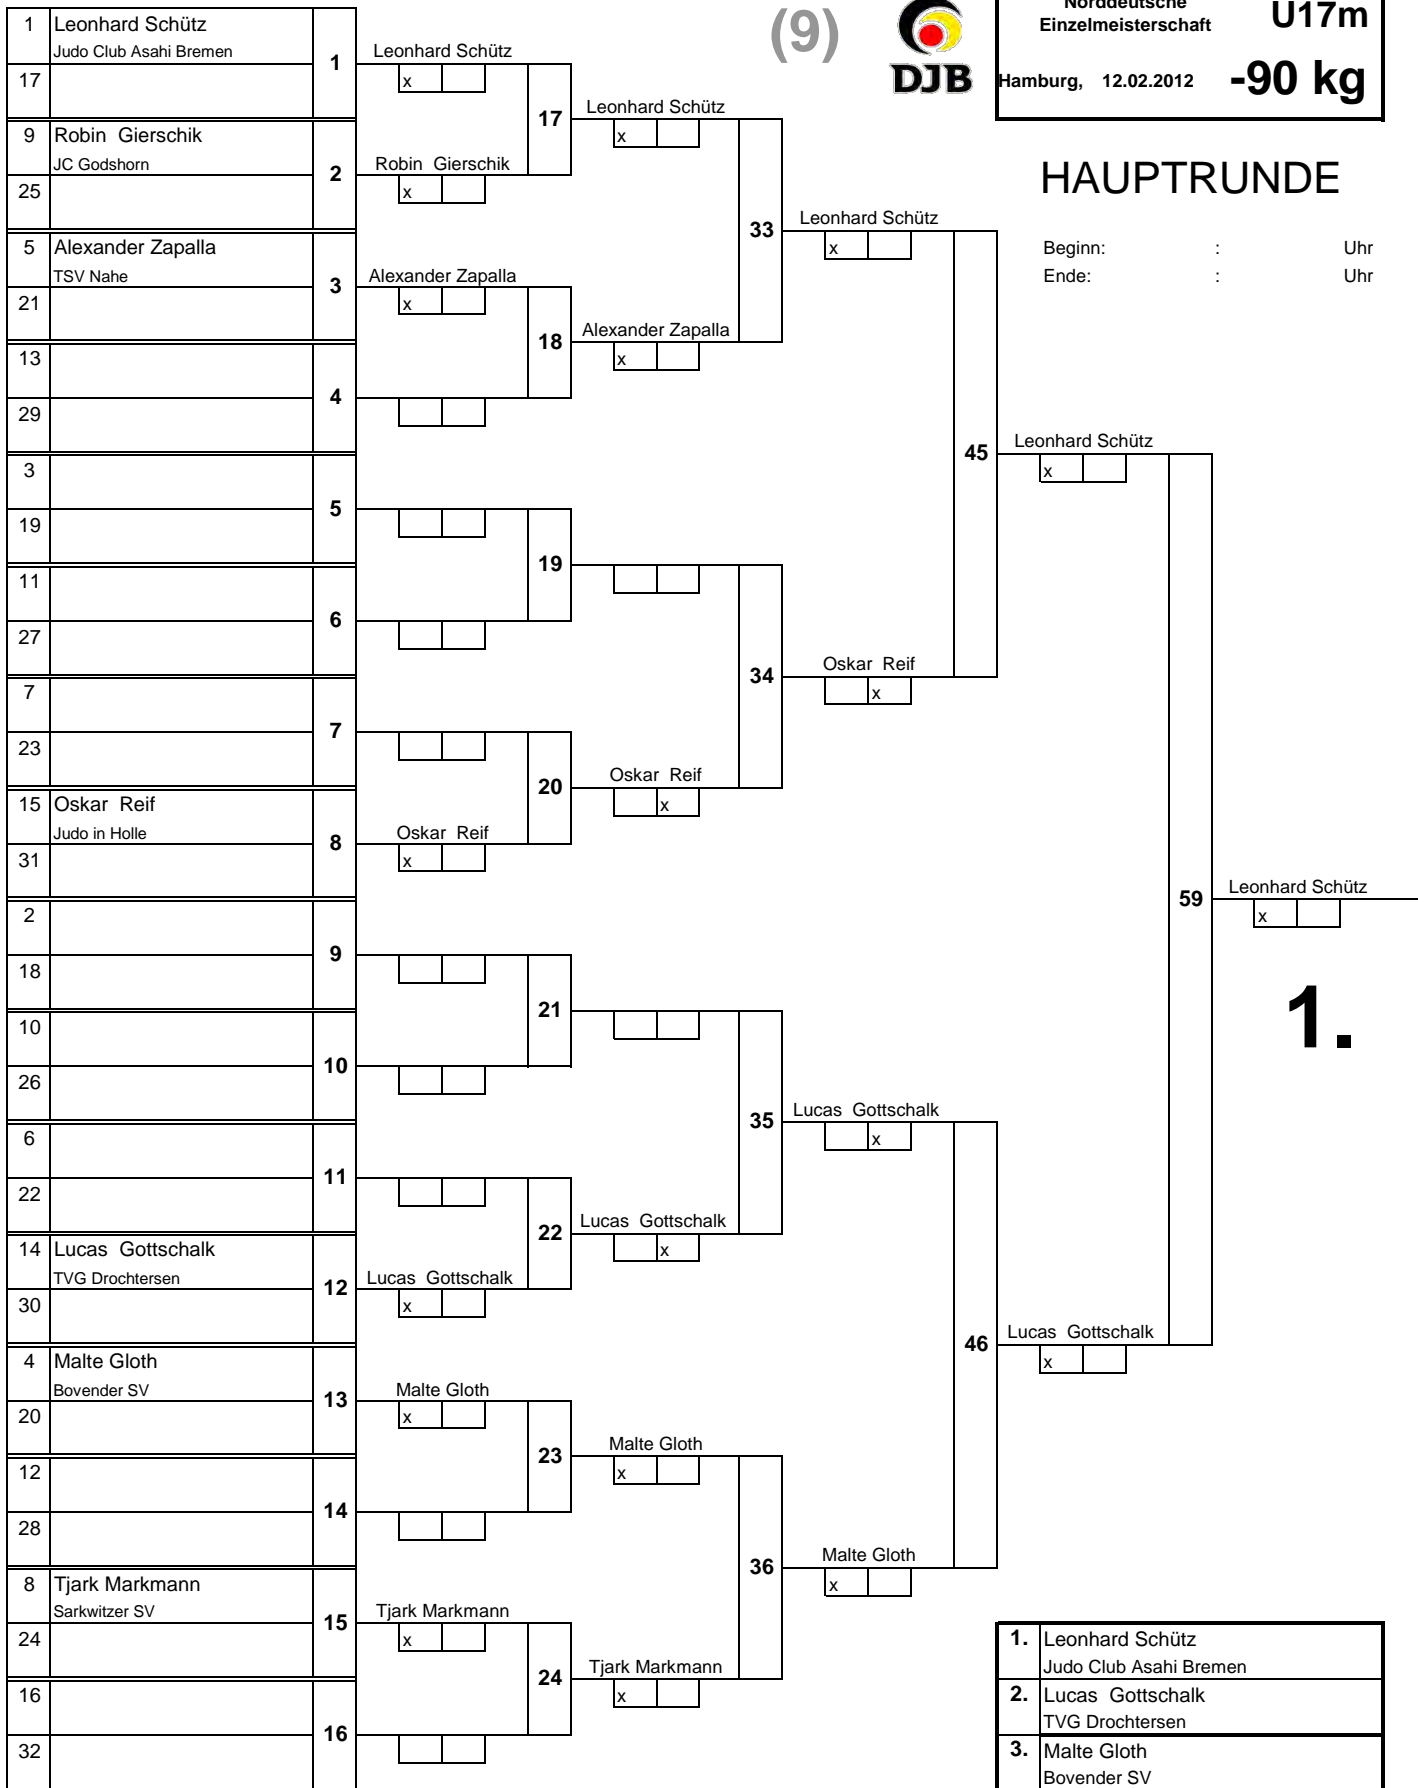 (9)
DJB
Norddeutsche
Einzelmeisterschaft
U17m
Hamburg, 12.02.2012
-90 kg
HAUPTRUNDE
Beginn: : Uhr
Ende: : Uhr
1 Leonhard Schütz
Judo Club Asahi Bremen
17
1
9 Robin Gierschik
JC Godshorn
25
2
5 Alexander Zapalla
TSV Nahe
21
3
13
29
4
3
19
5
11
27
6
7
23
7
15 Oskar Reif
Judo in Holle
31
8
2
18
9
10
26
10
6
22
11
14 Lucas Gottschalk
TVG Drochtersen
30
12
4 Malte Gloth
Bovender SV
20
13
12
28
14
8 Tjark Markmann
Sarkwitzer SV
24
15
16
32
16
Leonhard Schütz
x
17
Robin Gierschik
x
Alexander Zapalla
x
18
19
20
Oskar Reif
x
21
22
Lucas Gottschalk
x
Malte Gloth
x
23
Tjark Markmann
x
24
Leonhard Schütz
x
33
Alexander Zapalla
x
34
Oskar Reif
x
35
Lucas Gottschalk
x
Malte Gloth
x
36
Tjark Markmann
x
Leonhard Schütz
x
45
Oskar Reif
x
Lucas Gottschalk
x
46
Malte Gloth
x
Leonhard Schütz
x
59
Lucas Gottschalk
x
Leonhard Schütz
x
1.
1. Leonhard Schütz
Judo Club Asahi Bremen
2. Lucas Gottschalk
TVG Drochtersen
3. Malte Gloth
Bovender SV